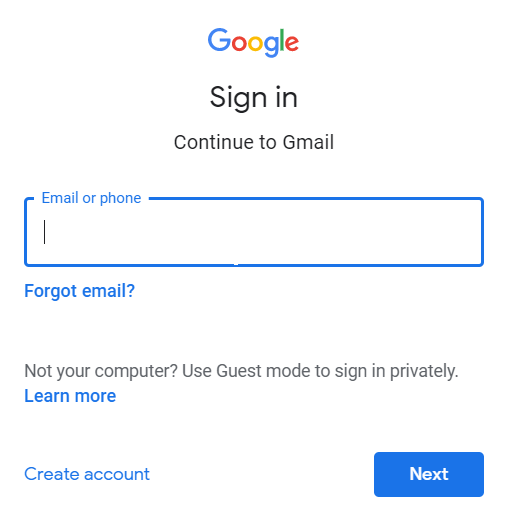 Google
Sign in
Continue to Gmail
Email or phone
Forgot email?
Not your computer? Use Guest mode to sign in privately.
Learn more
Create account
Next